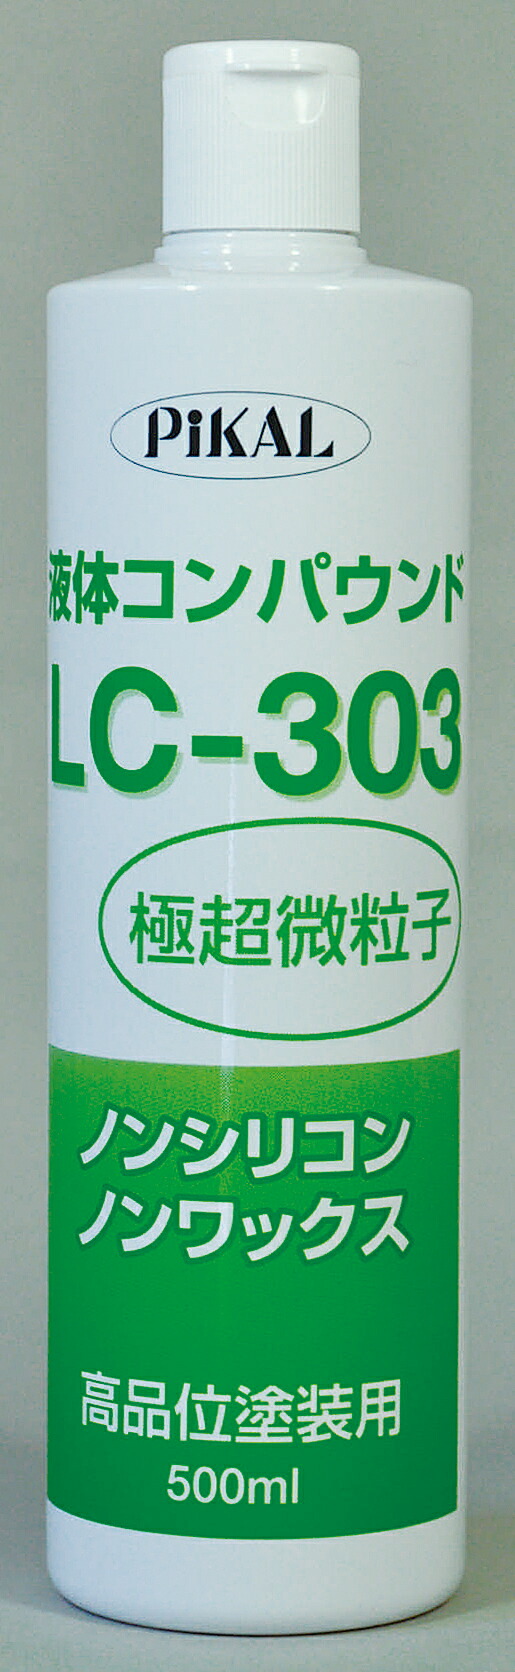 PiKAL
液体コンパウンド
LC-303
極超微粒子
ノンシリコン
ノンワックス
高品位塗装用
500ml